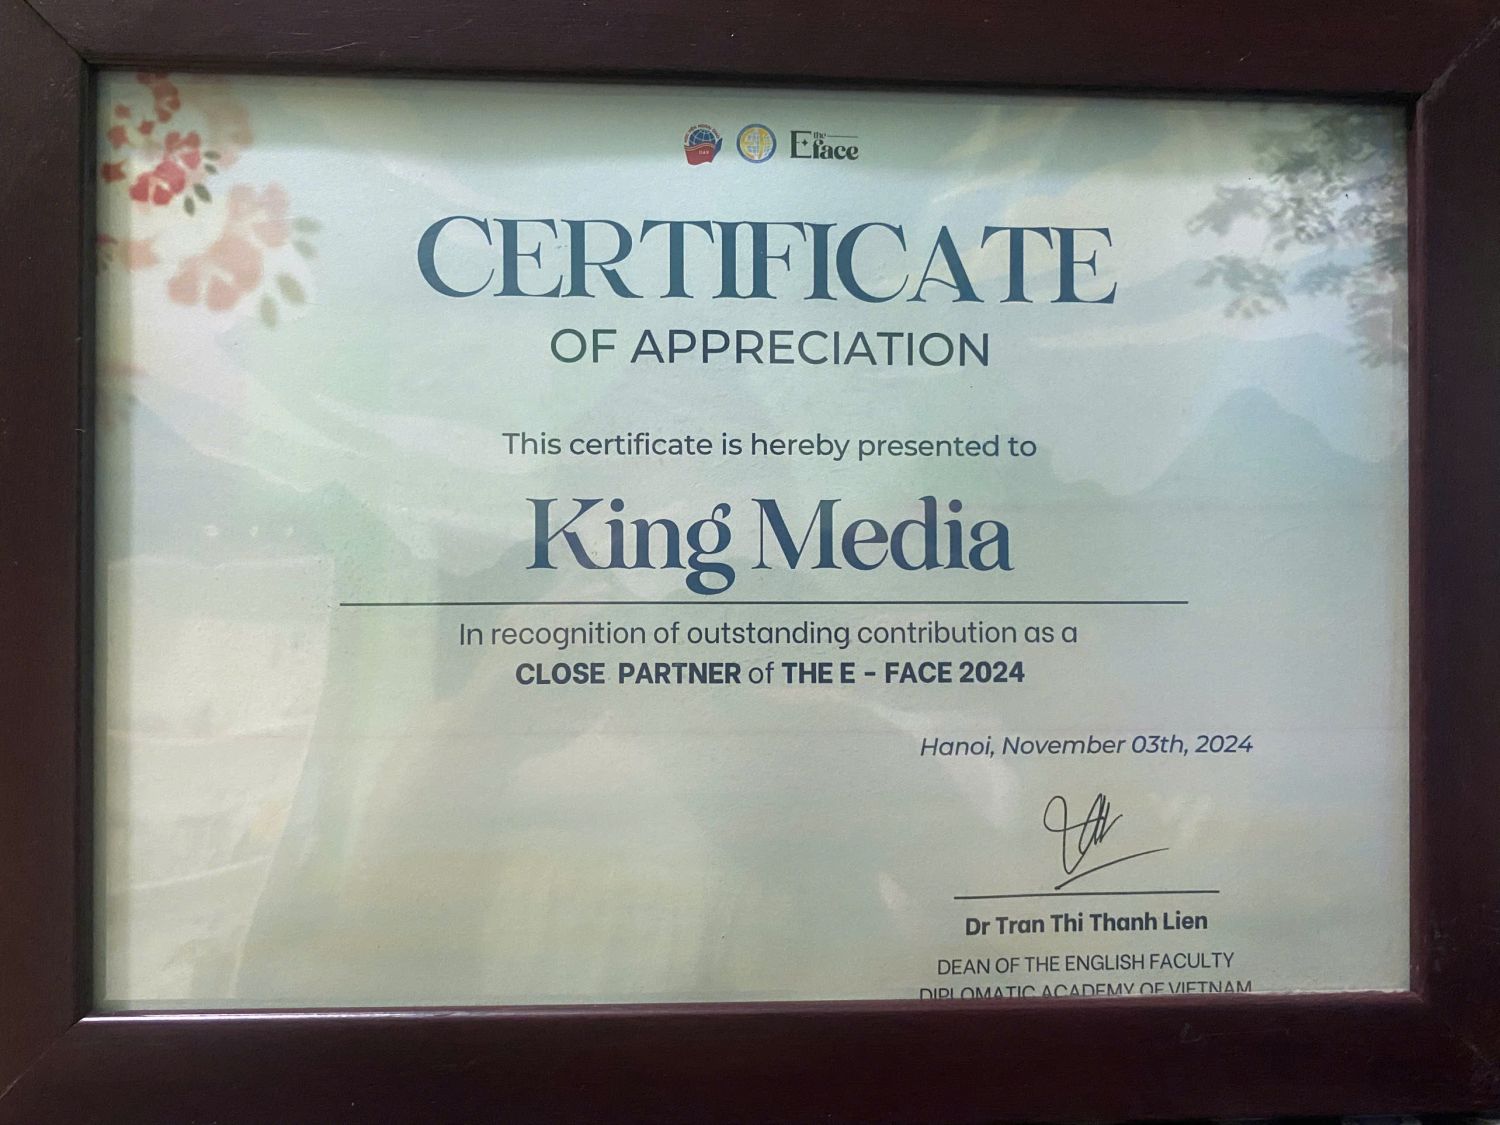 the
E face
CERTIFICATE
OF APPRECIATION
This certificate is hereby presented to
King Media
In recognition of outstanding contribution as a
CLOSE PARTNER of THE E - FACE 2024
Hanoi, November 03th, 2024
Dr Tran Thi Thanh Lien
DEAN OF THE ENGLISH FACULTY
DIPLOMATIC ACADEMY OF VIETNAM